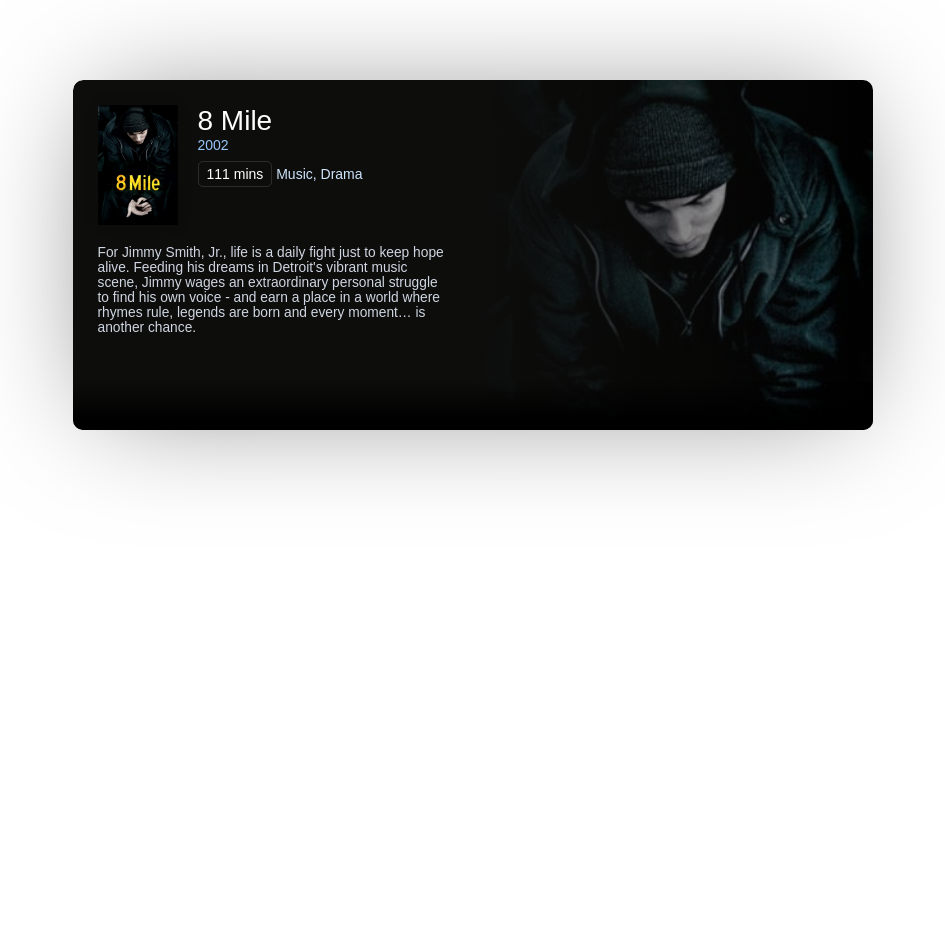 8 Mile
8 Mile
2002
111 mins Music, Drama
For Jimmy Smith, Jr., life is a daily fight just to keep hope
alive. Feeding his dreams in Detroit's vibrant music
scene, Jimmy wages an extraordinary personal struggle
to find his own voice - and earn a place in a world where
rhymes rule, legends are born and every moment… is
another chance.